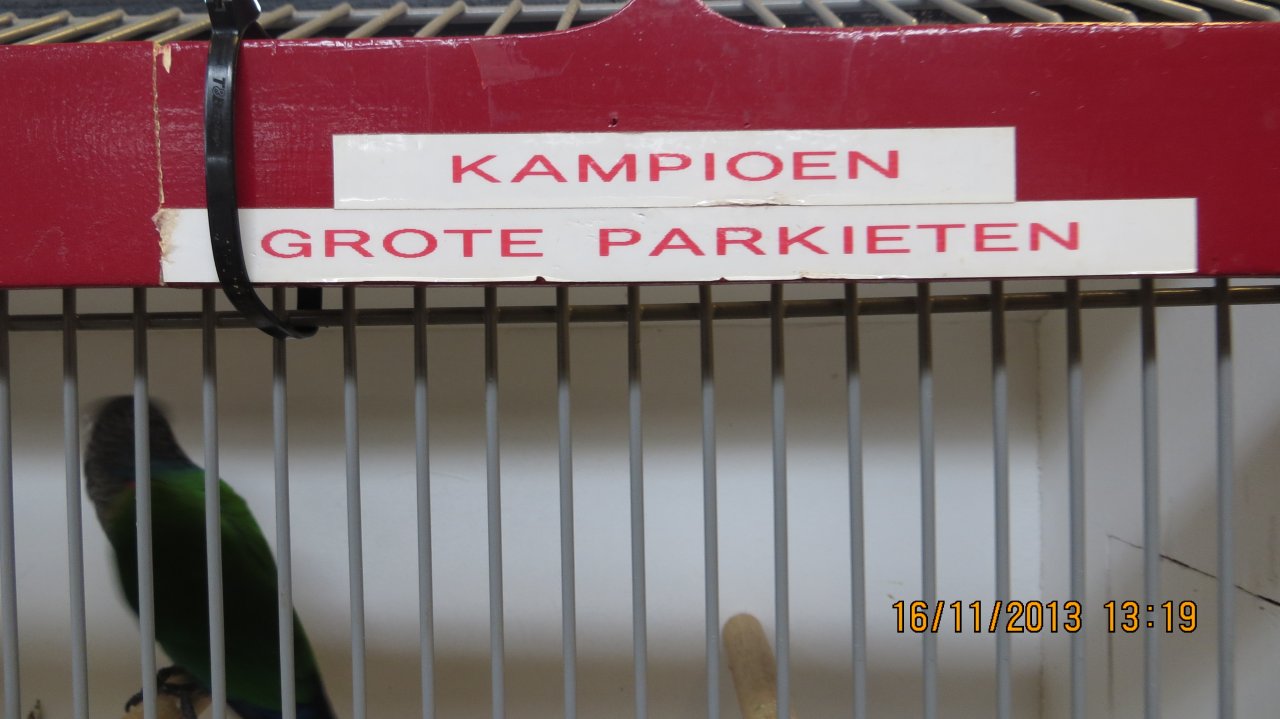 KAMPIOEN
GROTE PARKIETEN
16/11/2013 13:19